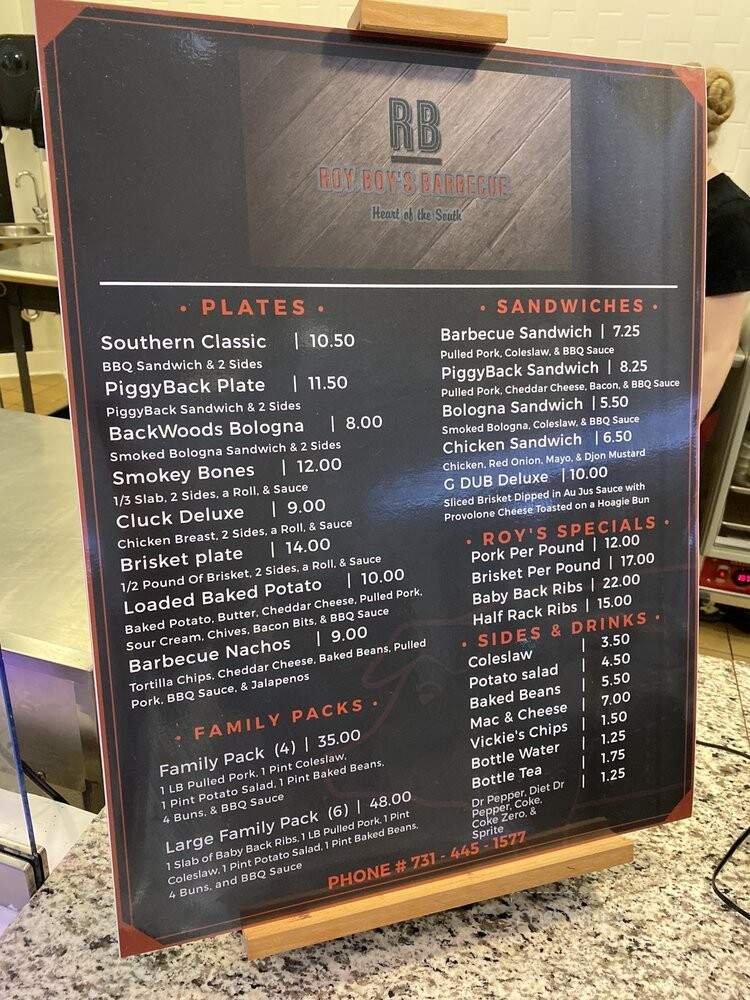 RB
ROY BOY'S BARBECUE
Heart of the South
• PLATES •
Southern Classic | 10.50
BBQ Sandwich & 2 Sides
PiggyBack Plate | 11.50
PiggyBack Sandwich & 2 Sides
BackWoods Bologna | 8.00
Smoked Bologna Sandwich & 2 Sides
Smokey Bones | 12.00
1/3 Slab, 2 Sides, a Roll, & Sauce
Cluck Deluxe | 9.00
Chicken Breast, 2 Sides, a Roll, & Sauce
Brisket plate | 14.00
1/2 Pound Of Brisket, 2 Sides, a Roll, & Sauce
Loaded Baked Potato | 10.00
Baked Potato, Butter, Cheddar Cheese, Pulled Pork,
Sour Cream, Chives, Bacon Bits, & BBQ Sauce
Barbecue Nachos | 9.00
Tortilla Chips, Cheddar Cheese, Baked Beans, Pulled
Pork, BBQ Sauce, & Jalapenos
• FAMILY PACKS •
Family Pack (4) | 35.00
1 LB Pulled Pork, 1 Pint Coleslaw,
1 Pint Potato Salad, 1 Pint Baked Beans,
4 Buns, & BBQ Sauce
Large Family Pack (6) | 48.00
1 Slab of Baby Back Ribs, 1 LB Pulled Pork, 1 Pint
Coleslaw, 1 Pint Potato Salad, 1 Pint Baked Beans,
4 Buns, and BBQ Sauce
• SANDWICHES •
Barbecue Sandwich | 7.25
Pulled Pork, Coleslaw, & BBQ Sauce
PiggyBack Sandwich | 8.25
Pulled Pork, Cheddar Cheese, Bacon, & BBQ Sauce
Bologna Sandwich | 5.50
Smoked Bologna, Coleslaw, & BBQ Sauce
Chicken Sandwich | 6.50
Chicken, Red Onion, Mayo, & Djon Mustard
G DUB Deluxe | 10.00
Sliced Brisket Dipped in Au Jus Sauce with
Provolone Cheese Toasted on a Hoagie Bun
• ROY'S SPECIALS •
Pork Per Pound | 12.00
Brisket Per Pound | 17.00
Baby Back Ribs | 22.00
Half Rack Ribs | 15.00
• SIDES & DRINKS •
Coleslaw | 3.50
Potato salad | 4.50
Baked Beans | 5.50
Mac & Cheese | 7.00
Vickie's Chips | 1.50
Bottle Water | 1.25
Bottle Tea | 1.75
Dr Pepper, Diet Dr | 1.25
Pepper, Coke,
Coke Zero, &
Sprite
PHONE # 731 - 445 - 1577